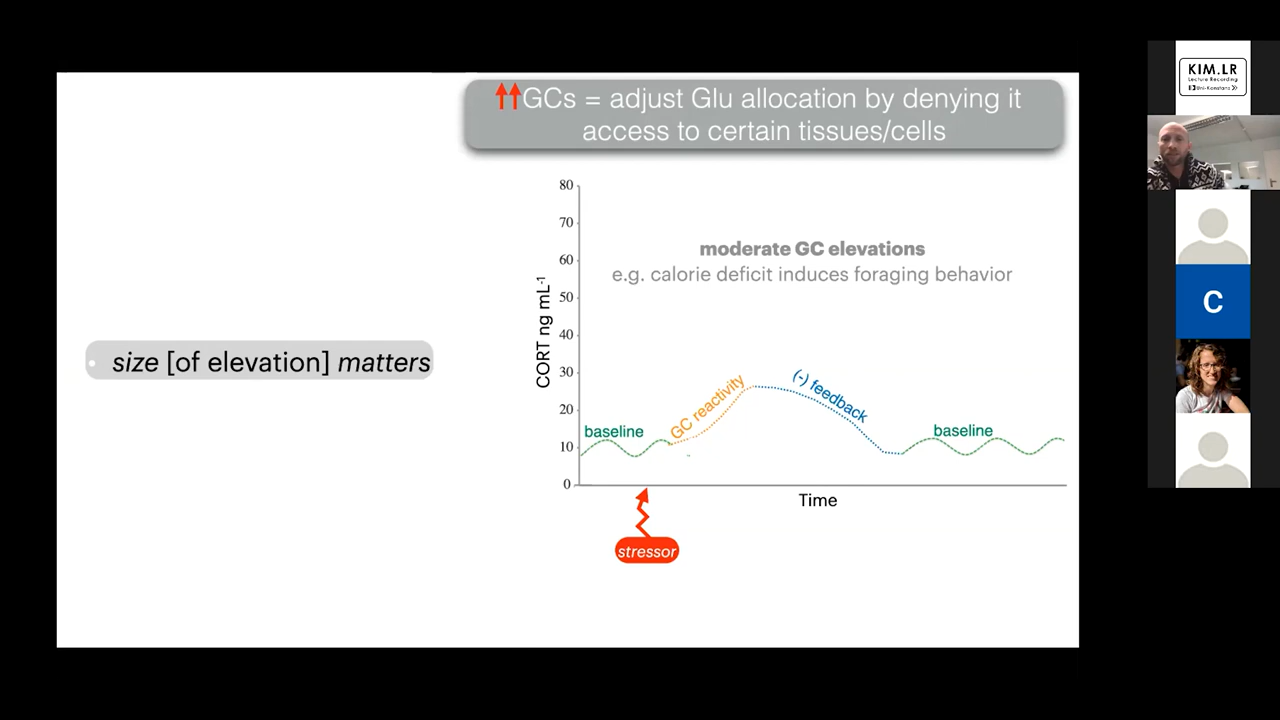 ↑↑GCs = adjust Glu allocation by denying it
access to certain tissues/cells
size [of elevation] matters
80
70
60
50
40
30
20
10
0
CORT ng mL-1
moderate GC elevations
e.g. calorie deficit induces foraging behavior
baseline
GC reactivity
(-) feedback
baseline
Time
stressor
KIM.LR
Lecture Recording
Uni-Konstanz
C